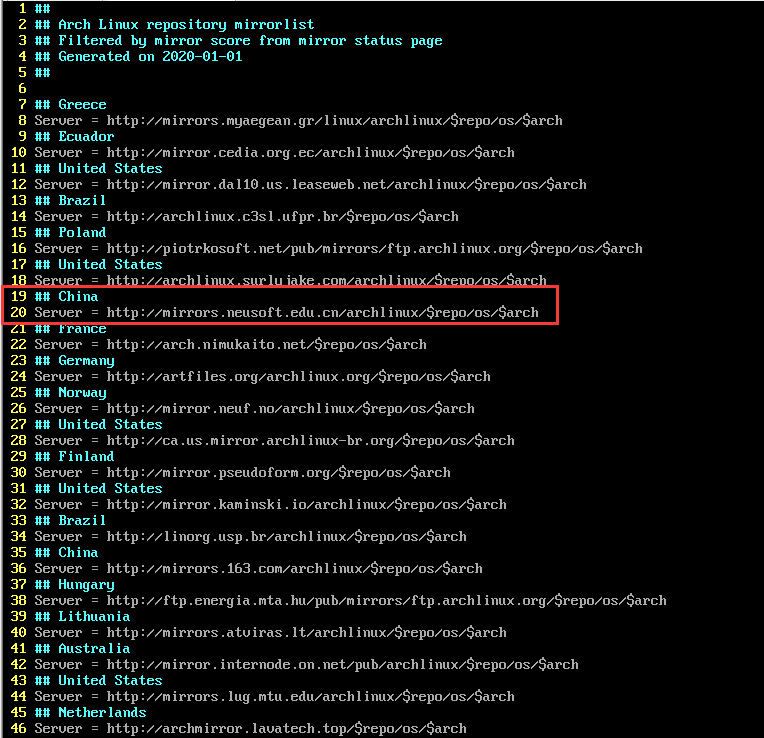 1 ##
2 ## Arch Linux repository mirrorlist
3 ## Filtered by mirror score from mirror status page
4 ## Generated on 2020-01-01
5 ##
6
7 ## Greece
8 Server = http://mirrors.myaegean.gr/linux/archlinux/$repo/os/$arch
9 ## Ecuador
10 Server = http://mirror.cedia.org.ec/archlinux/$repo/os/$arch
11 ## United States
12 Server = http://mirror.dal10.us.leaseweb.net/archlinux/$repo/os/$arch
13 ## Brazil
14 Server = http://archlinux.c3sl.ufpr.br/$repo/os/$arch
15 ## Poland
16 Server = http://piotrkosoft.net/pub/mirrors/ftp.archlinux.org/$repo/os/$arch
17 ## United States
18 Server = http://archlinux.surlyjake.com/archlinux/$repo/os/$arch
19 ## China
20 Server = http://mirrors.neusoft.edu.cn/archlinux/$repo/os/$arch
21 ## France
22 Server = http://arch.nimukaito.net/$repo/os/$arch
23 ## Germany
24 Server = http://artfiles.org/archlinux.org/$repo/os/$arch
25 ## Norway
26 Server = http://mirror.neuf.no/archlinux/$repo/os/$arch
27 ## United States
28 Server = http://ca.us.mirror.archlinux-br.org/$repo/os/$arch
29 ## Finland
30 Server = http://mirror.pseudoform.org/$repo/os/$arch
31 ## United States
32 Server = http://mirror.kaminski.io/archlinux/$repo/os/$arch
33 ## Brazil
34 Server = http://linorg.usp.br/archlinux/$repo/os/$arch
35 ## China
36 Server = http://mirrors.163.com/archlinux/$repo/os/$arch
37 ## Hungary
38 Server = http://ftp.energia.mta.hu/pub/mirrors/ftp.archlinux.org/$repo/os/$arch
39 ## Lithuania
40 Server = http://mirrors.atviras.lt/archlinux/$repo/os/$arch
41 ## Australia
42 Server = http://mirror.internode.on.net/pub/archlinux/$repo/os/$arch
43 ## United States
44 Server = http://mirrors.lug.mtu.edu/archlinux/$repo/os/$arch
45 ## Netherlands
46 Server = http://archmirror.lavatech.top/$repo/os/$arch